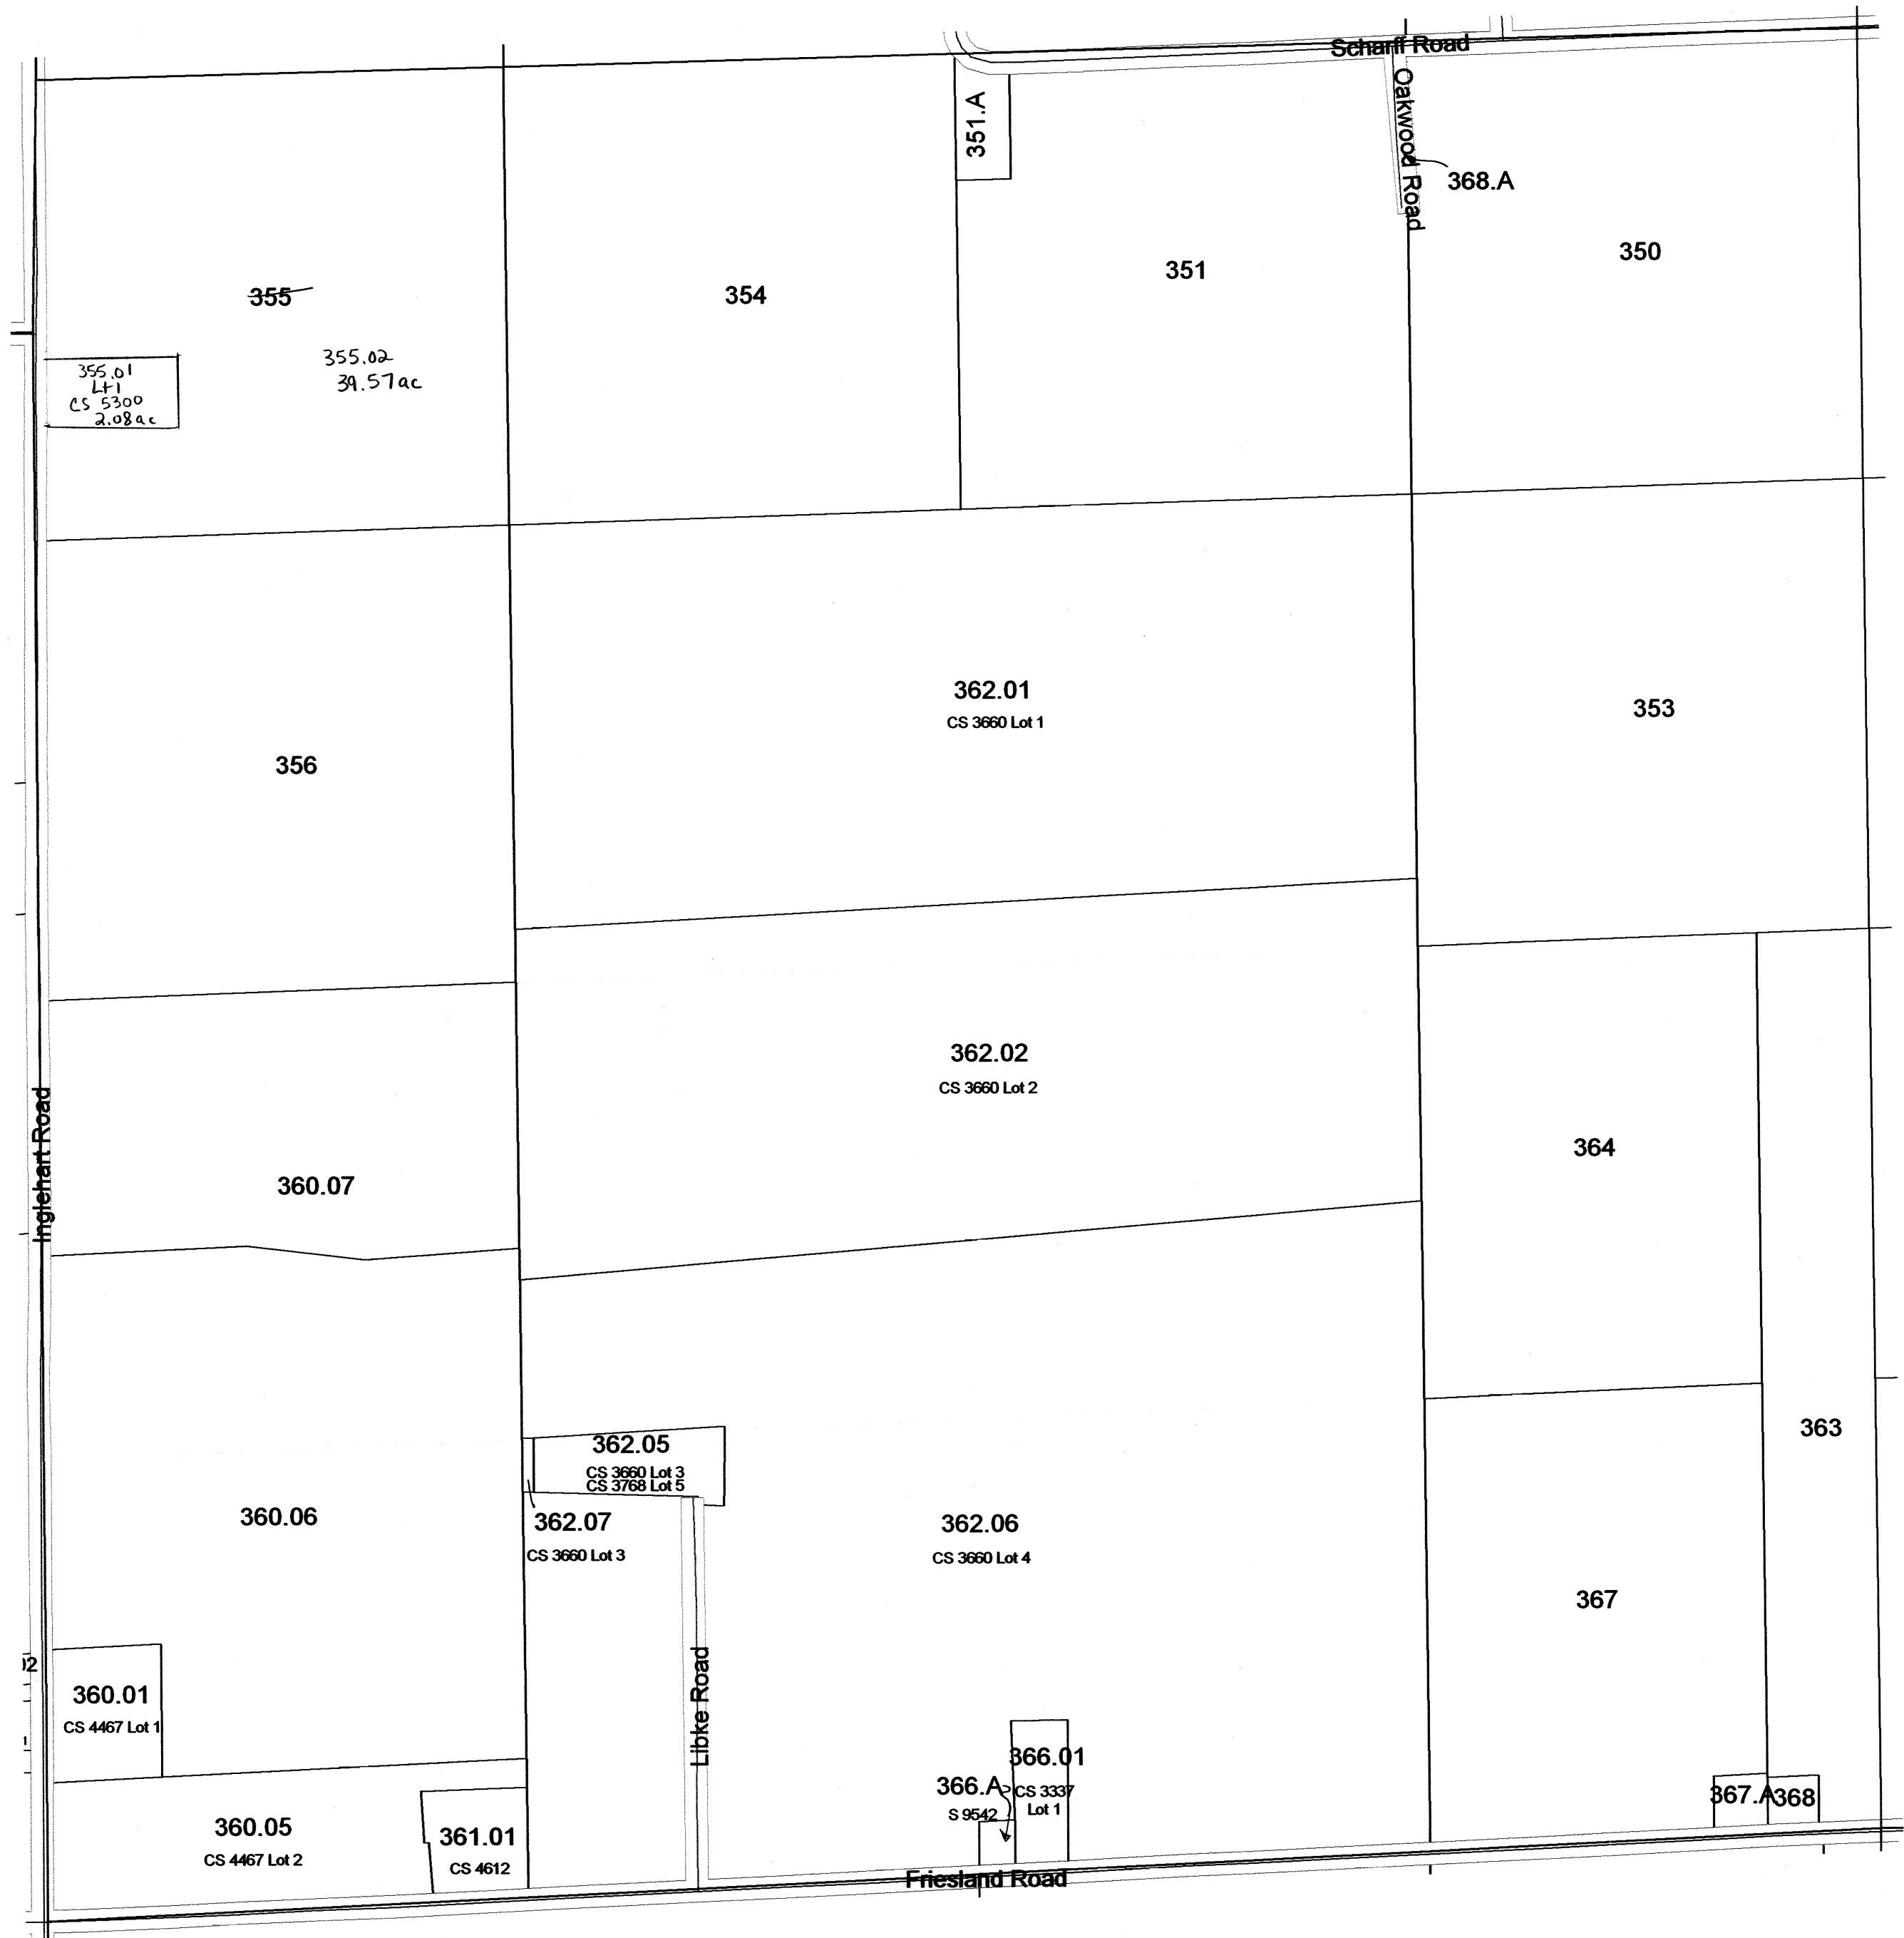 Scharff Road
Oakwood Road
351.A
368.A
350
351
354
355
355.02
39.57ac
355.01
Lt1
CS 5300
2.08ac
362.01
CS 3660 Lot 1
353
356
362.02
CS 3660 Lot 2
364
360.07
Inglehart Road
363
362.05
CS 3660 Lot 3
CS 3768 Lot 5
360.06
362.07
CS 3660 Lot 3
362.06
CS 3660 Lot 4
367
360.01
CS 4467 Lot 1
Libke Road
366.01
CS 3337
Lot 1
366.A
S 9542
367.A
368
360.05
CS 4467 Lot 2
361.01
CS 4612
Friesland Road